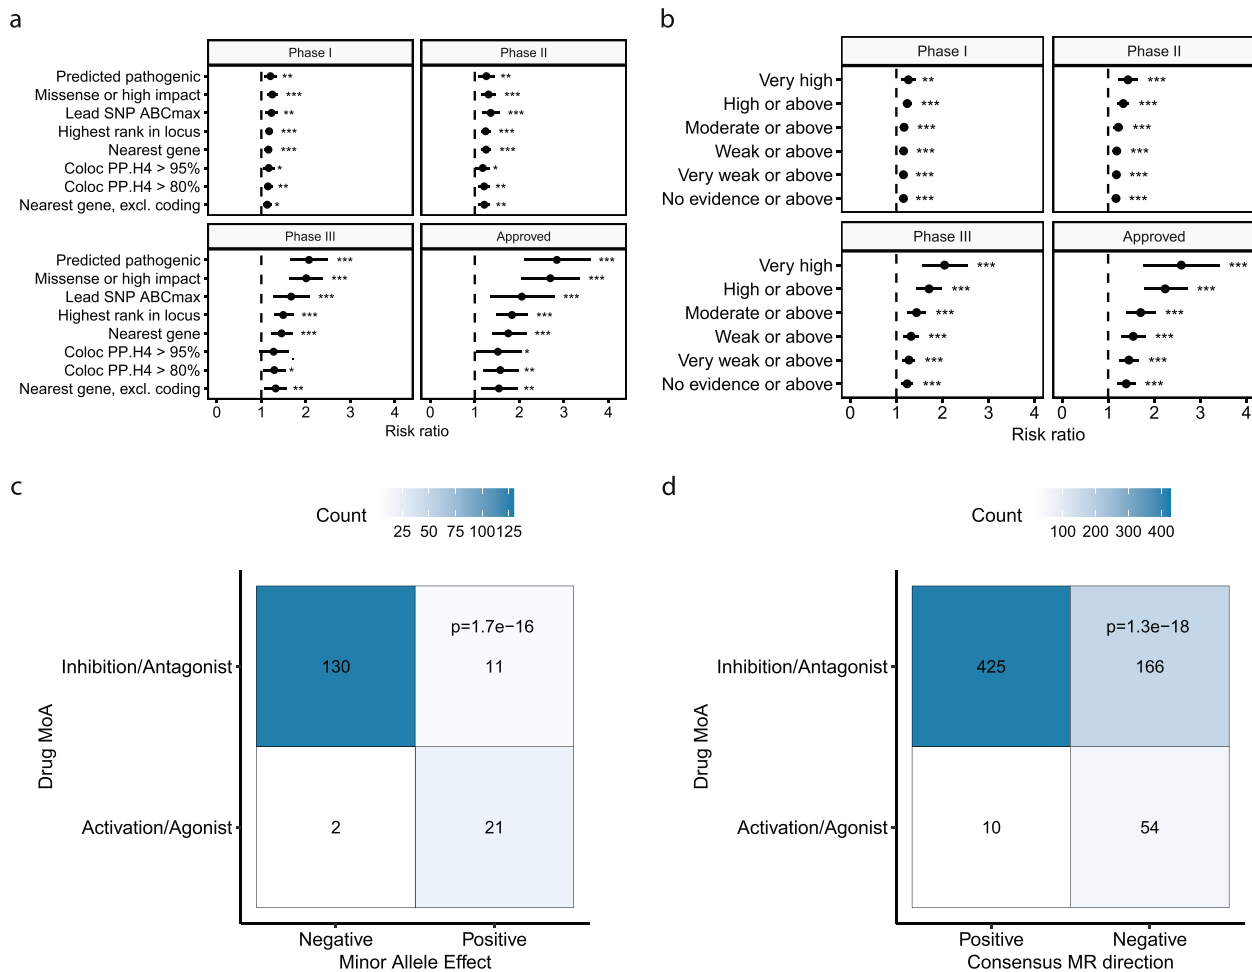 a
Phase I
Phase II
Predicted pathogenic
** **
Missense or high impact
*** ***
Lead SNP ABCmax
** ***
Highest rank in locus
*** ***
Nearest gene
*** ***
Coloc PP.H4 > 95%
* *
Coloc PP.H4 > 80%
** **
Nearest gene, excl. coding
* **
Phase III
Approved
Predicted pathogenic
*** ***
Missense or high impact
*** ***
Lead SNP ABCmax
*** ***
Highest rank in locus
*** ***
Nearest gene
*** ***
Coloc PP.H4 > 95%
. *
Coloc PP.H4 > 80%
* **
Nearest gene, excl. coding
** **
0 1 2 3 4 0 1 2 3 4
Risk ratio
b
Phase I
Phase II
Very high
** ***
High or above
*** ***
Moderate or above
*** ***
Weak or above
*** ***
Very weak or above
*** ***
No evidence or above
*** ***
Phase III
Approved
Very high
*** ***
High or above
*** ***
Moderate or above
*** ***
Weak or above
*** ***
Very weak or above
*** ***
No evidence or above
*** ***
0 1 2 3 4 0 1 2 3 4
Risk ratio
c
Count
25 50 75 100 125
Drug MoA
Inhibition/Antagonist
130
p=1.7e−16
11
Activation/Agonist
2
21
Negative Positive
Minor Allele Effect
d
Count
100 200 300 400
Drug MoA
Inhibition/Antagonist
425
p=1.3e−18
166
Activation/Agonist
10
54
Positive Negative
Consensus MR direction